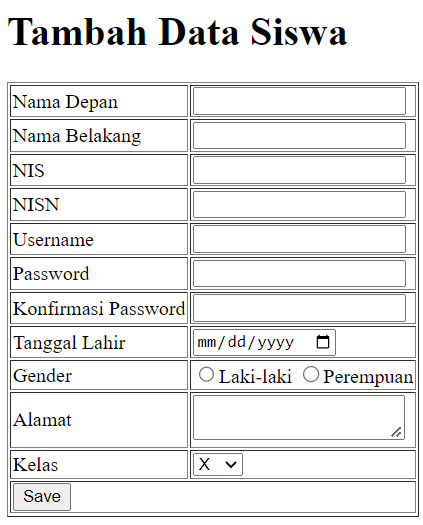 Tambah Data Siswa
Nama Depan
Nama Belakang
NIS
NISN
Username
Password
Konfirmasi Password
Tanggal Lahir mm/dd/yyyy
Gender Laki-laki Perempuan
Alamat
Kelas X
Save